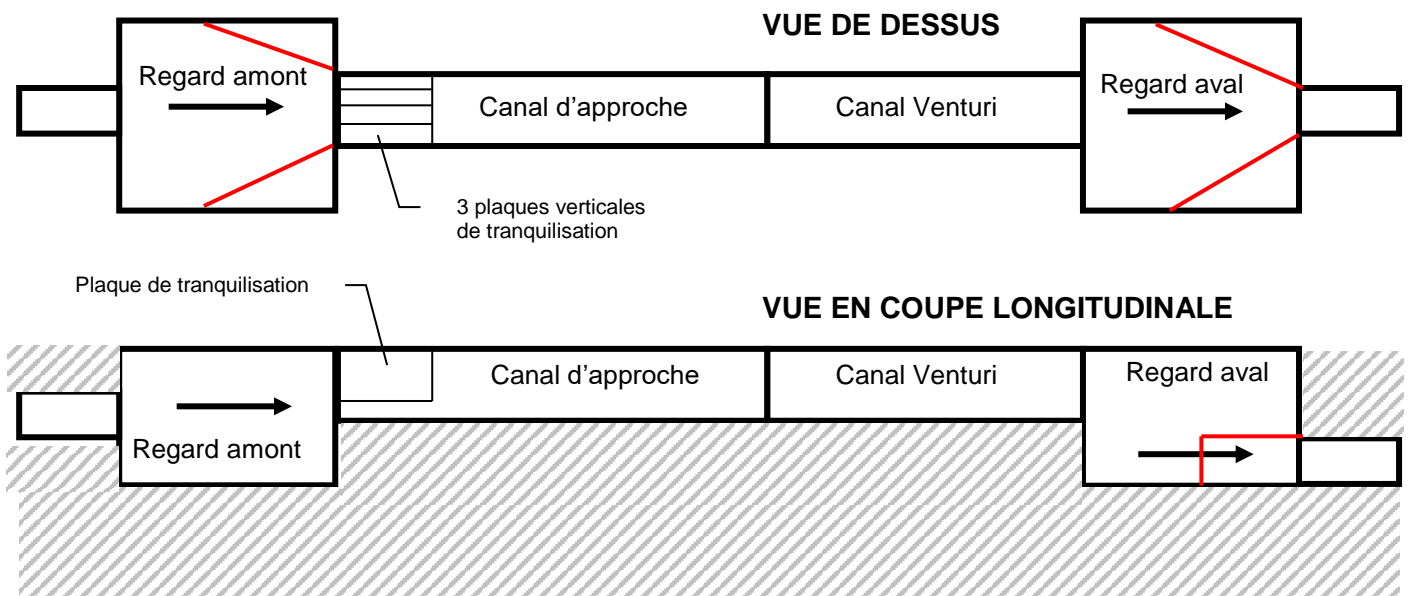 VUE DE DESSUS
Regard amont
Canal d’approche
Canal Venturi
Regard aval
3 plaques verticales
de tranquilisation
Plaque de tranquilisation
VUE EN COUPE LONGITUDINALE
Canal d’approche
Canal Venturi
Regard aval
Regard amont